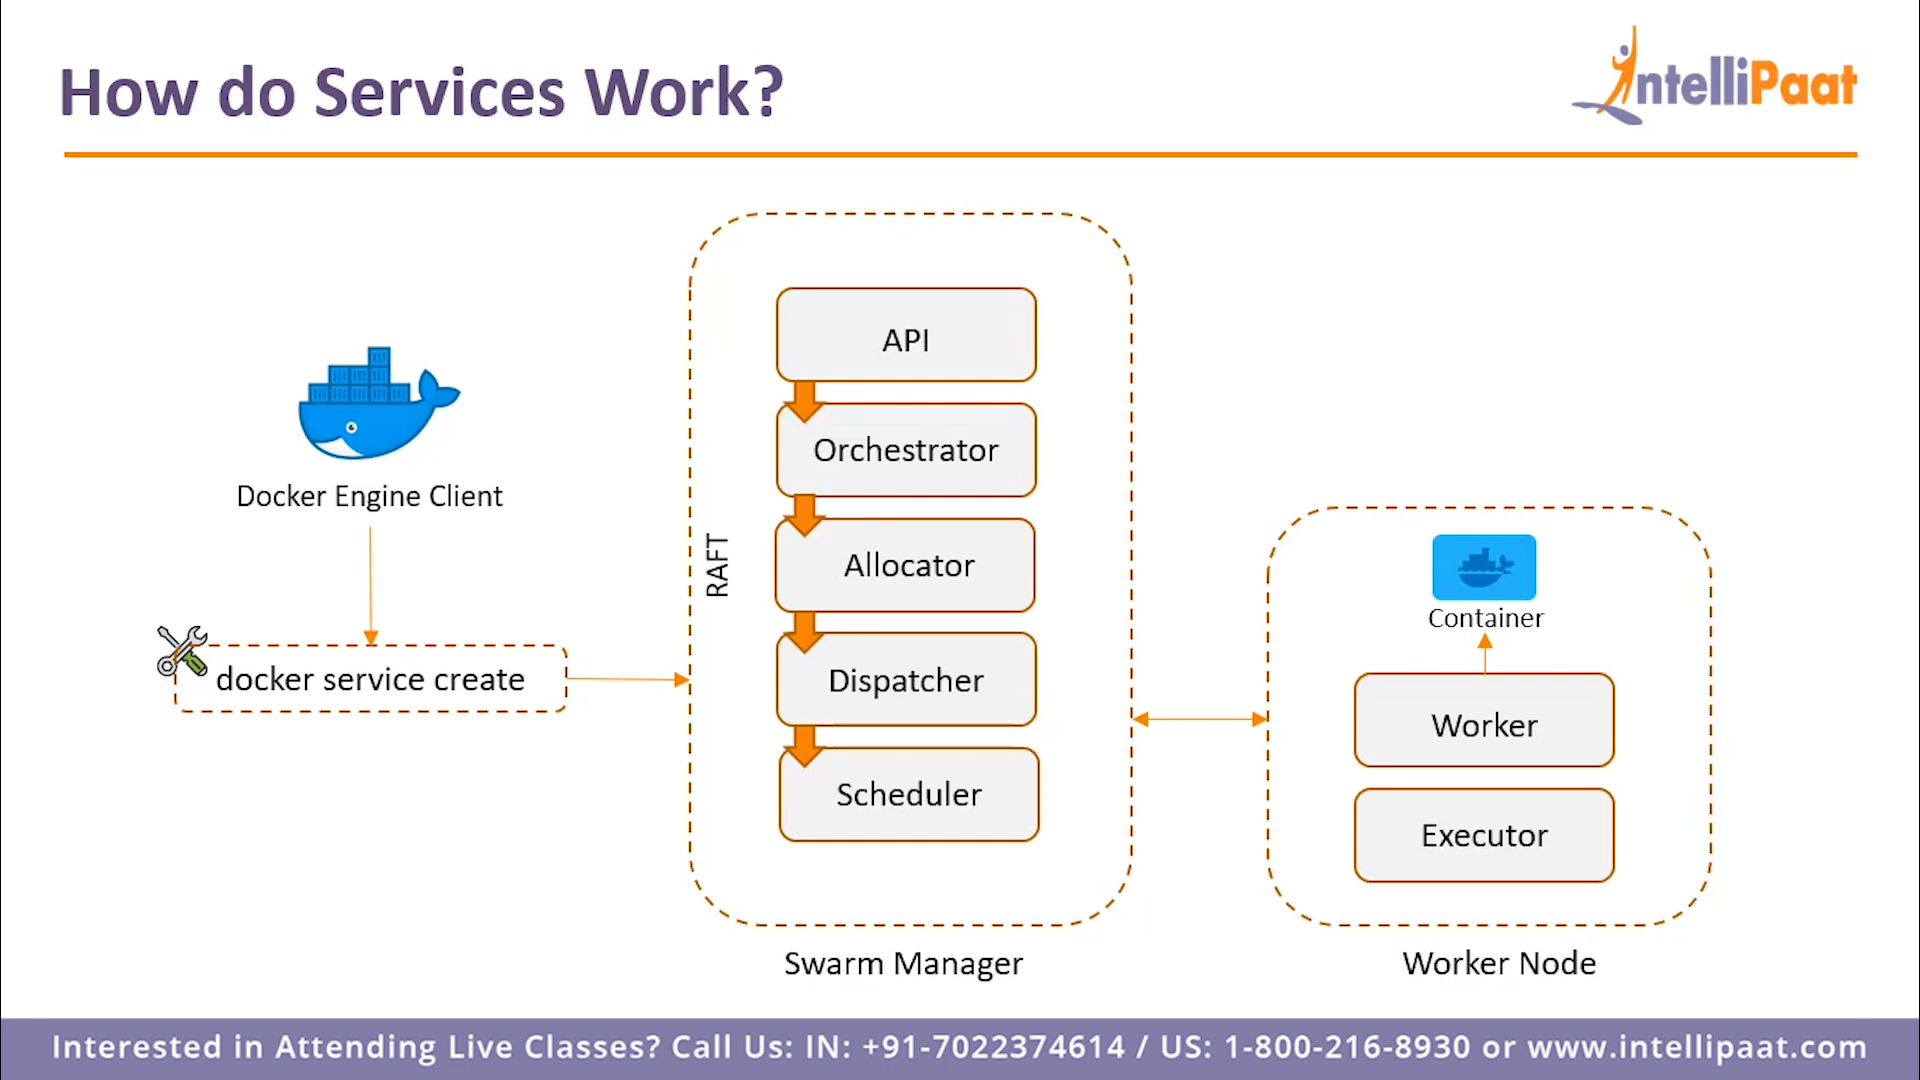 How do Services Work?
IntelliPaat
Docker Engine Client
docker service create
RAFT
API
Orchestrator
Allocator
Dispatcher
Scheduler
Swarm Manager
Container
Worker
Executor
Worker Node
Interested in Attending Live Classes? Call Us: IN: +91-7022374614 / US: 1-800-216-8930 or www.intellipaat.com